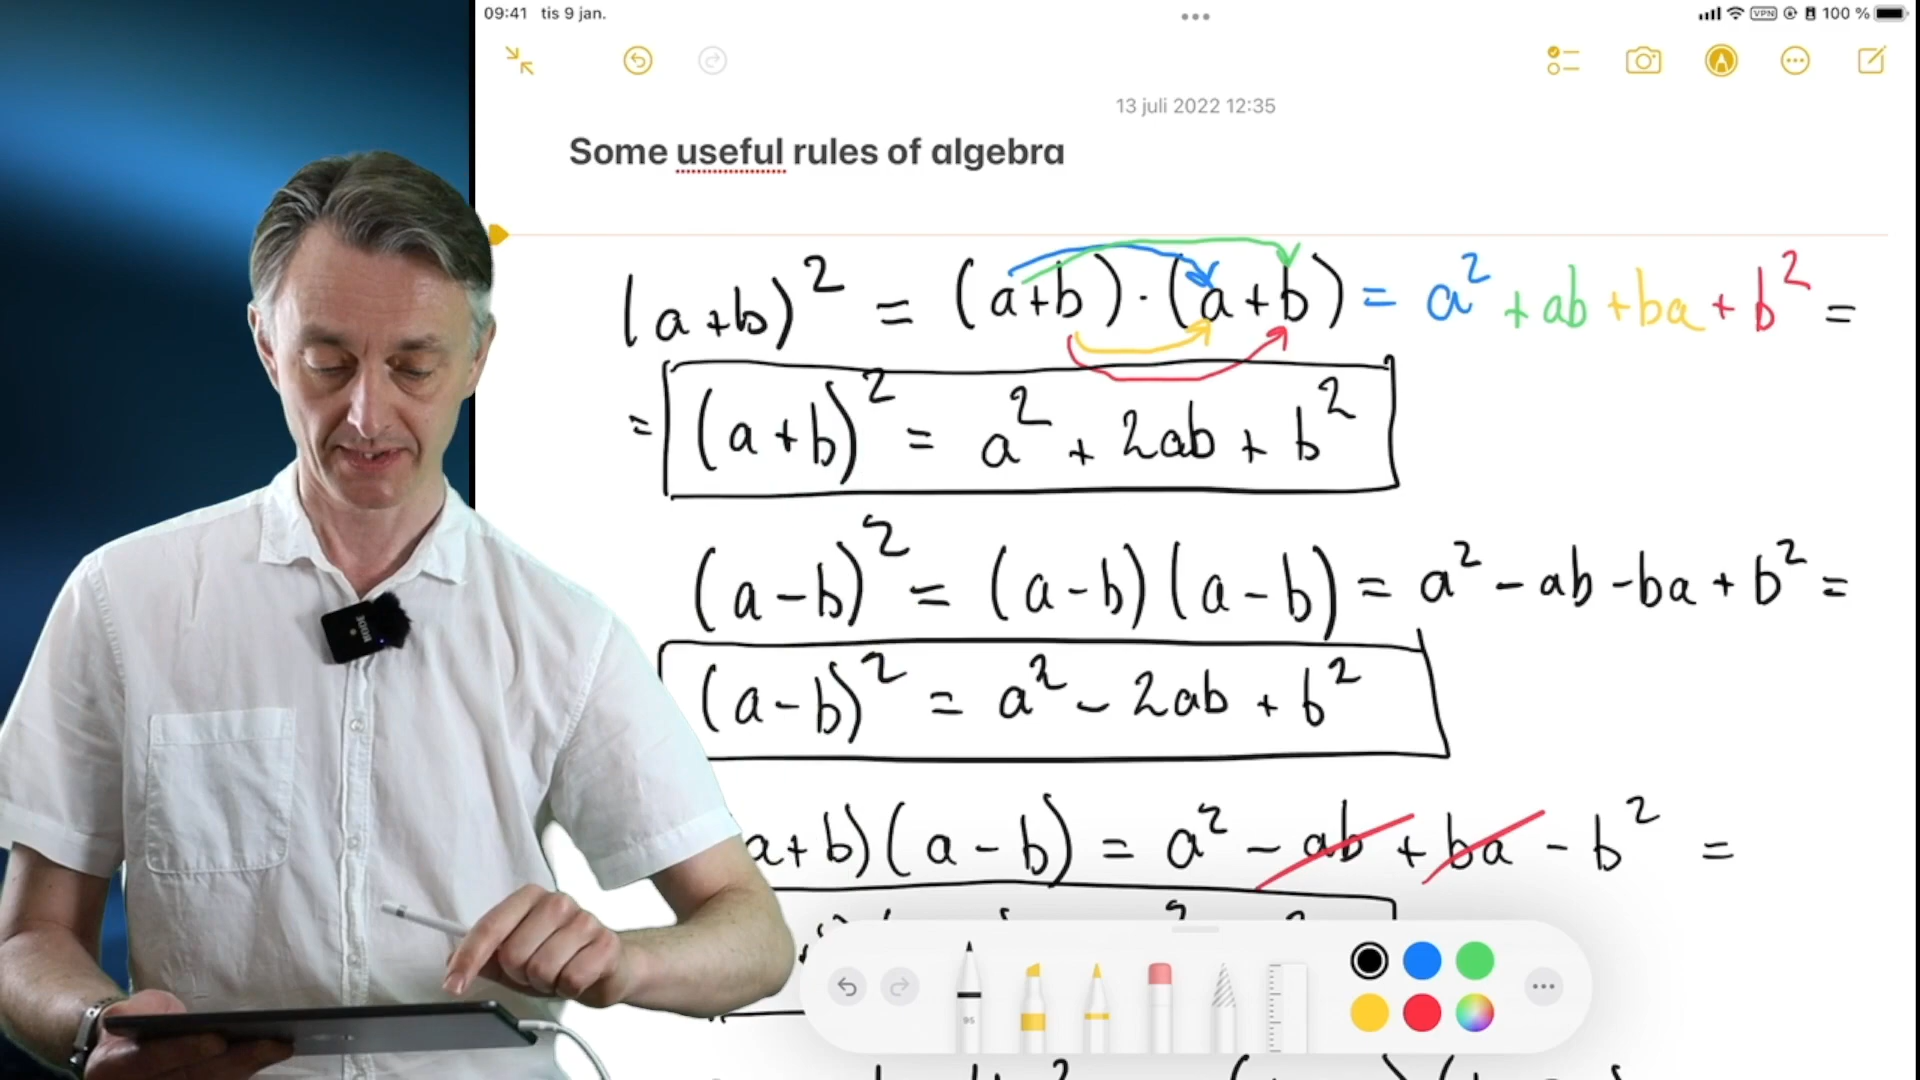 09:41 tis 9 jan.
VPN 100 %
13 juli 2022 12:35
Some useful rules of algebra
(a+b)² = (a+b)·(a+b) = a² + ab + ba + b² =
= (a+b)² = a² + 2ab + b²
(a-b)² = (a-b)(a-b) = a² - ab - ba + b² =
(a-b)² = a² - 2ab + b²
a+b)(a-b) = a² - ab + ba - b² =
95